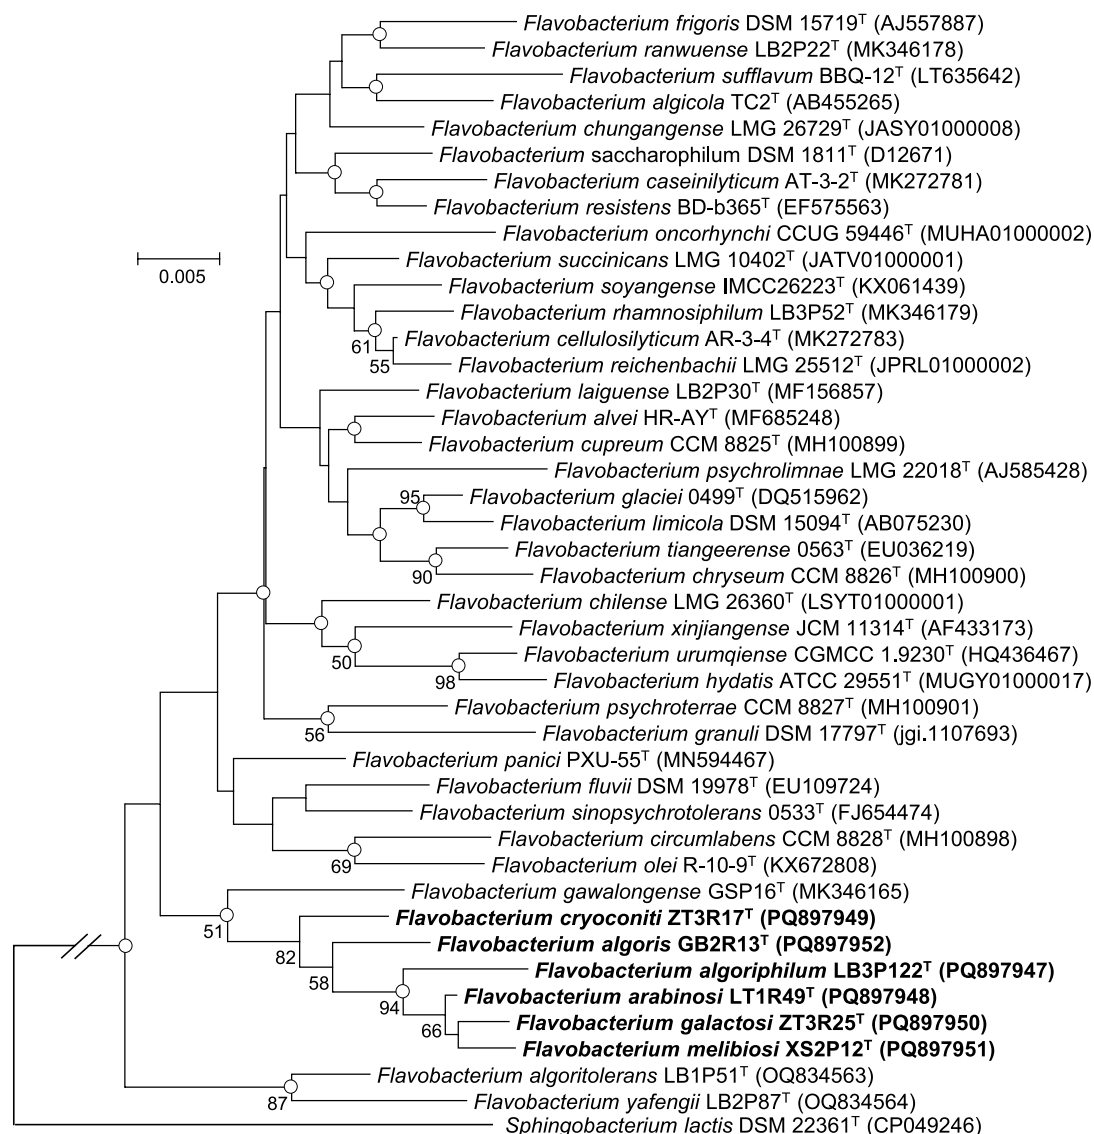 Flavobacterium frigoris DSM 15719ᵀ (AJ557887)
Flavobacterium ranwuense LB2P22ᵀ (MK346178)
Flavobacterium sufflavum BBQ-12ᵀ (LT635642)
Flavobacterium algicola TC2ᵀ (AB455265)
Flavobacterium chungangense LMG 26729ᵀ (JASY01000008)
Flavobacterium saccharophilum DSM 1811ᵀ (D12671)
Flavobacterium caseinilyticum AT-3-2ᵀ (MK272781)
Flavobacterium resistens BD-b365ᵀ (EF575563)
Flavobacterium oncorhynchi CCUG 59446ᵀ (MUHA01000002)
Flavobacterium succinicans LMG 10402ᵀ (JATV01000001)
0.005
Flavobacterium soyangense IMCC26223ᵀ (KX061439)
Flavobacterium rhamnosiphilum LB3P52ᵀ (MK346179)
61
Flavobacterium cellulosilyticum AR-3-4ᵀ (MK272783)
55
Flavobacterium reichenbachii LMG 25512ᵀ (JPRL01000002)
Flavobacterium laiguense LB2P30ᵀ (MF156857)
Flavobacterium alvei HR-AYᵀ (MF685248)
Flavobacterium cupreum CCM 8825ᵀ (MH100899)
Flavobacterium psychrolimnae LMG 22018ᵀ (AJ585428)
95
Flavobacterium glaciei 0499ᵀ (DQ515962)
Flavobacterium limicola DSM 15094ᵀ (AB075230)
Flavobacterium tiangeerense 0563ᵀ (EU036219)
90
Flavobacterium chryseum CCM 8826ᵀ (MH100900)
Flavobacterium chilense LMG 26360ᵀ (LSYT01000001)
Flavobacterium xinjiangense JCM 11314ᵀ (AF433173)
50
Flavobacterium urumqiense CGMCC 1.9230ᵀ (HQ436467)
98
Flavobacterium hydatis ATCC 29551ᵀ (MUGY01000017)
Flavobacterium psychroterrae CCM 8827ᵀ (MH100901)
56
Flavobacterium granuli DSM 17797ᵀ (jgi.1107693)
Flavobacterium panici PXU-55ᵀ (MN594467)
Flavobacterium fluvii DSM 19978ᵀ (EU109724)
Flavobacterium sinopsychrotolerans 0533ᵀ (FJ654474)
Flavobacterium circumlabens CCM 8828ᵀ (MH100898)
69
Flavobacterium olei R-10-9ᵀ (KX672808)
Flavobacterium gawalongense GSP16ᵀ (MK346165)
51
Flavobacterium cryoconiti ZT3R17ᵀ (PQ897949)
82
Flavobacterium algoris GB2R13ᵀ (PQ897952)
58
Flavobacterium algoriphilum LB3P122ᵀ (PQ897947)
94
Flavobacterium arabinosi LT1R49ᵀ (PQ897948)
66
Flavobacterium galactosi ZT3R25ᵀ (PQ897950)
Flavobacterium melibiosi XS2P12ᵀ (PQ897951)
Flavobacterium algoritolerans LB1P51ᵀ (OQ834563)
87
Flavobacterium yafengii LB2P87ᵀ (OQ834564)
Sphingobacterium lactis DSM 22361ᵀ (CP049246)